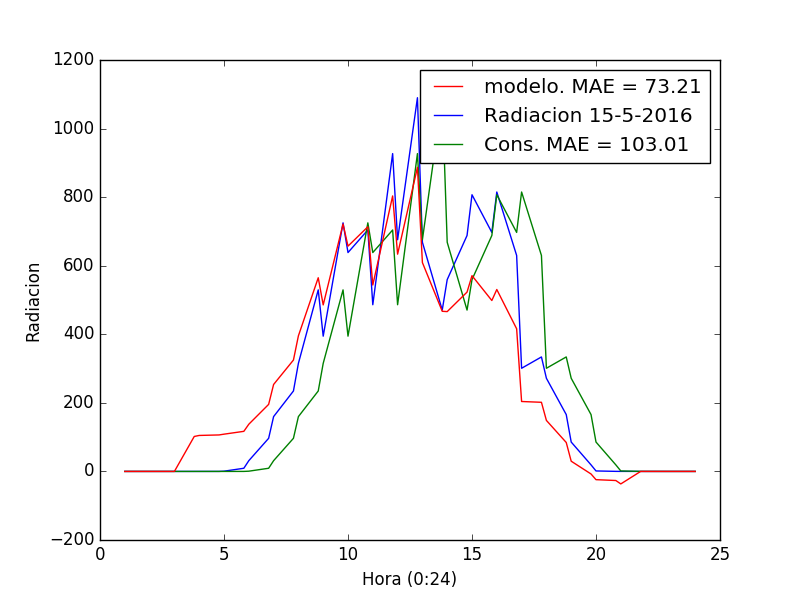 1200
1000
800
600
400
200
0
−200
0 5 10 15 20 25
Radiacion
Hora (0:24)
modelo. MAE = 73.21
Radiacion 15-5-2016
Cons. MAE = 103.01